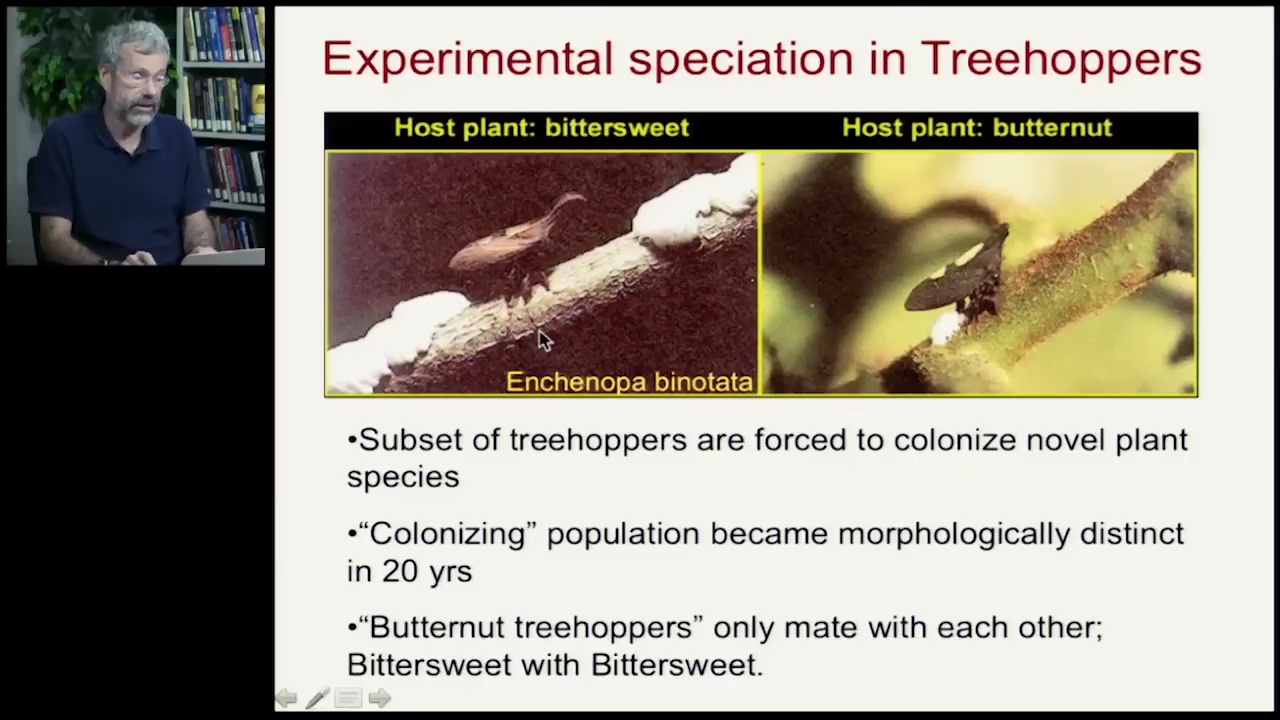 Experimental speciation in Treehoppers
Host plant: bittersweet
Host plant: butternut
Enchenopa binotata
•Subset of treehoppers are forced to colonize novel plant
species
•“Colonizing” population became morphologically distinct
in 20 yrs
•“Butternut treehoppers” only mate with each other;
Bittersweet with Bittersweet.